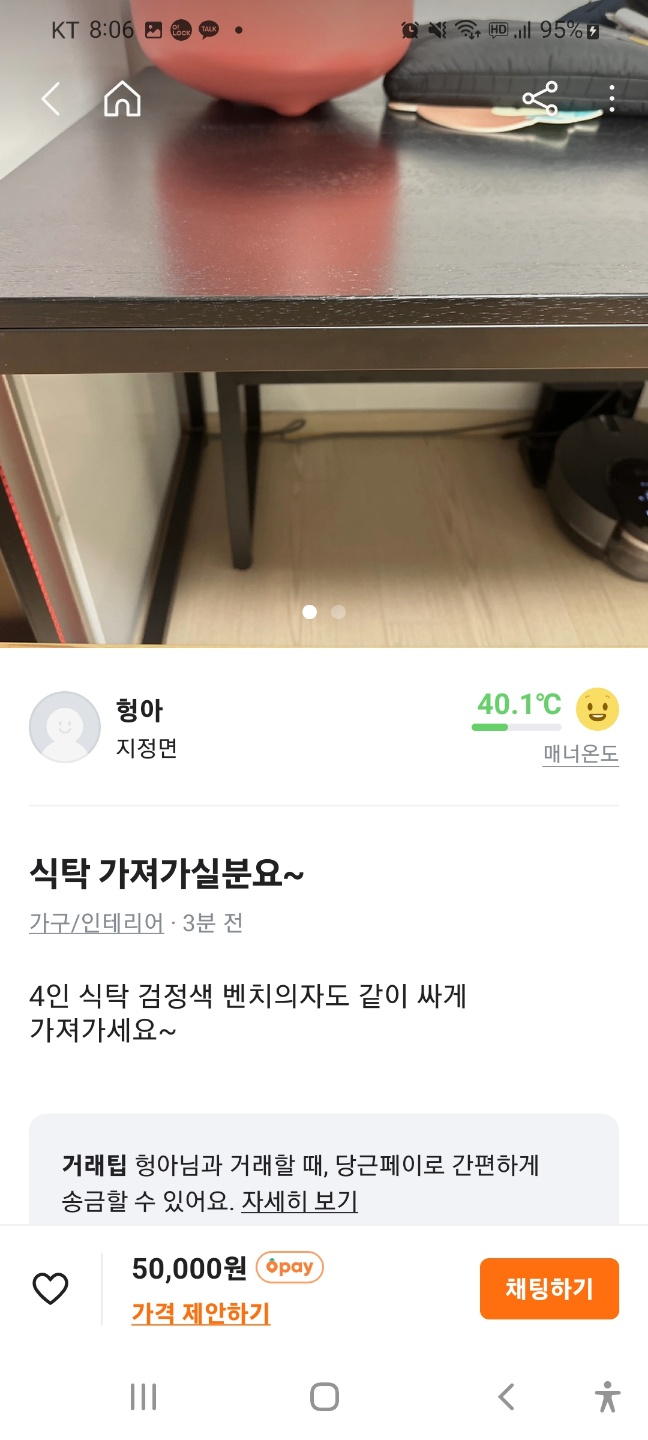 KT 8:06
HD 95%
헝아 40.1℃
지정면 매너온도
식탁 가져가실분요~
가구/인테리어 · 3분 전
4인 식탁 검정색 벤치의자도 같이 싸게
가져가세요~
거래팁 헝아님과 거래할 때, 당근페이로 간편하게
송금할 수 있어요. 자세히 보기
50,000원 pay
가격 제안하기
채팅하기